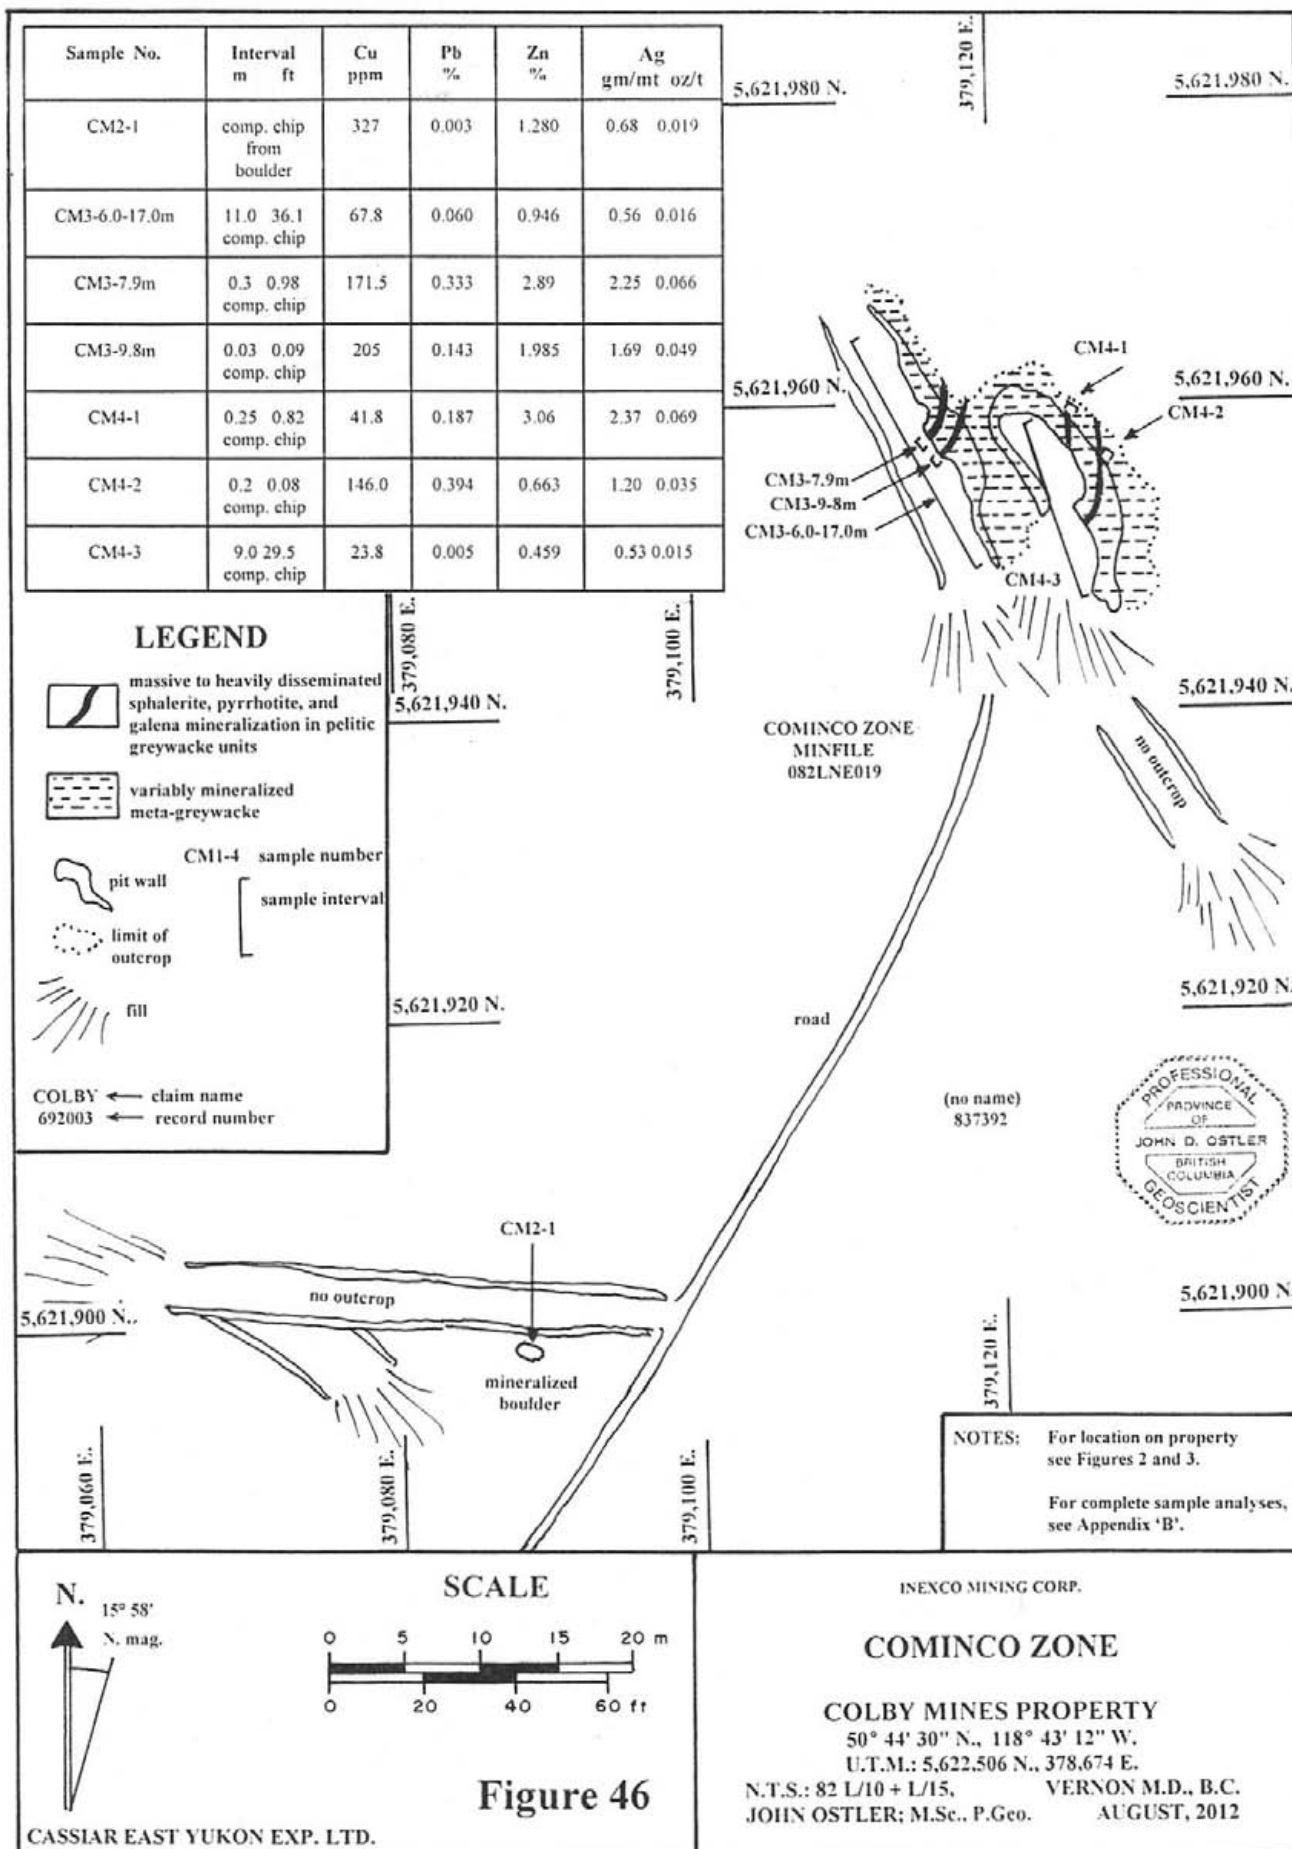 Sample No. Interval Cu Pb Zn Ag
m ft ppm % % gm/mt oz/t
CM2-1 comp. chip 327 0.003 1.280 0.68 0.019
from
boulder
CM3-6.0-17.0m 11.0 36.1 67.8 0.060 0.946 0.56 0.016
comp. chip
CM3-7.9m 0.3 0.98 171.5 0.333 2.89 2.25 0.066
comp. chip
CM3-9.8m 0.03 0.09 205 0.143 1.985 1.69 0.049
comp. chip
CM4-1 0.25 0.82 41.8 0.187 3.06 2.37 0.069
comp. chip
CM4-2 0.2 0.08 146.0 0.394 0.663 1.20 0.035
comp. chip
CM4-3 9.0 29.5 23.8 0.005 0.459 0.53 0.015
comp. chip
379,120 E.
5,621,980 N.
5,621,980 N.
5,621,960 N.
5,621,960 N.
CM4-1
CM4-2
CM3-7.9m
CM3-9-8m
CM3-6.0-17.0m
CM4-3
379,080 E.
379,100 E.
5,621,940 N.
5,621,940 N.
LEGEND
massive to heavily disseminated
sphalerite, pyrrhotite, and
galena mineralization in pelitic
greywacke units
variably mineralized
meta-greywacke
CM1-4 sample number
pit wall
sample interval
limit of
outcrop
fill
COLBY ← claim name
692003 ← record number
COMINCO ZONE
MINFILE
082LNE019
no outcrop
5,621,920 N.
5,621,920 N.
road
(no name)
837392
PROFESSIONAL
PROVINCE
OF
JOHN D. OSTLER
BRITISH
COLUMBIA
GEOSCIENTIST
CM2-1
no outcrop
5,621,900 N..
5,621,900 N.
mineralized
boulder
379,060 E.
379,080 E.
379,100 E.
379,120 E.
NOTES: For location on property
see Figures 2 and 3.
For complete sample analyses,
see Appendix ‘B’.
N.
15° 58'
N. mag.
SCALE
0 5 10 15 20 m
0 20 40 60 ft
Figure 46
CASSIAR EAST YUKON EXP. LTD.
INEXCO MINING CORP.
COMINCO ZONE
COLBY MINES PROPERTY
50° 44' 30" N., 118° 43' 12" W.
U.T.M.: 5,622,506 N., 378,674 E.
N.T.S.: 82 L/10 + L/15, VERNON M.D., B.C.
JOHN OSTLER; M.Sc., P.Geo. AUGUST, 2012